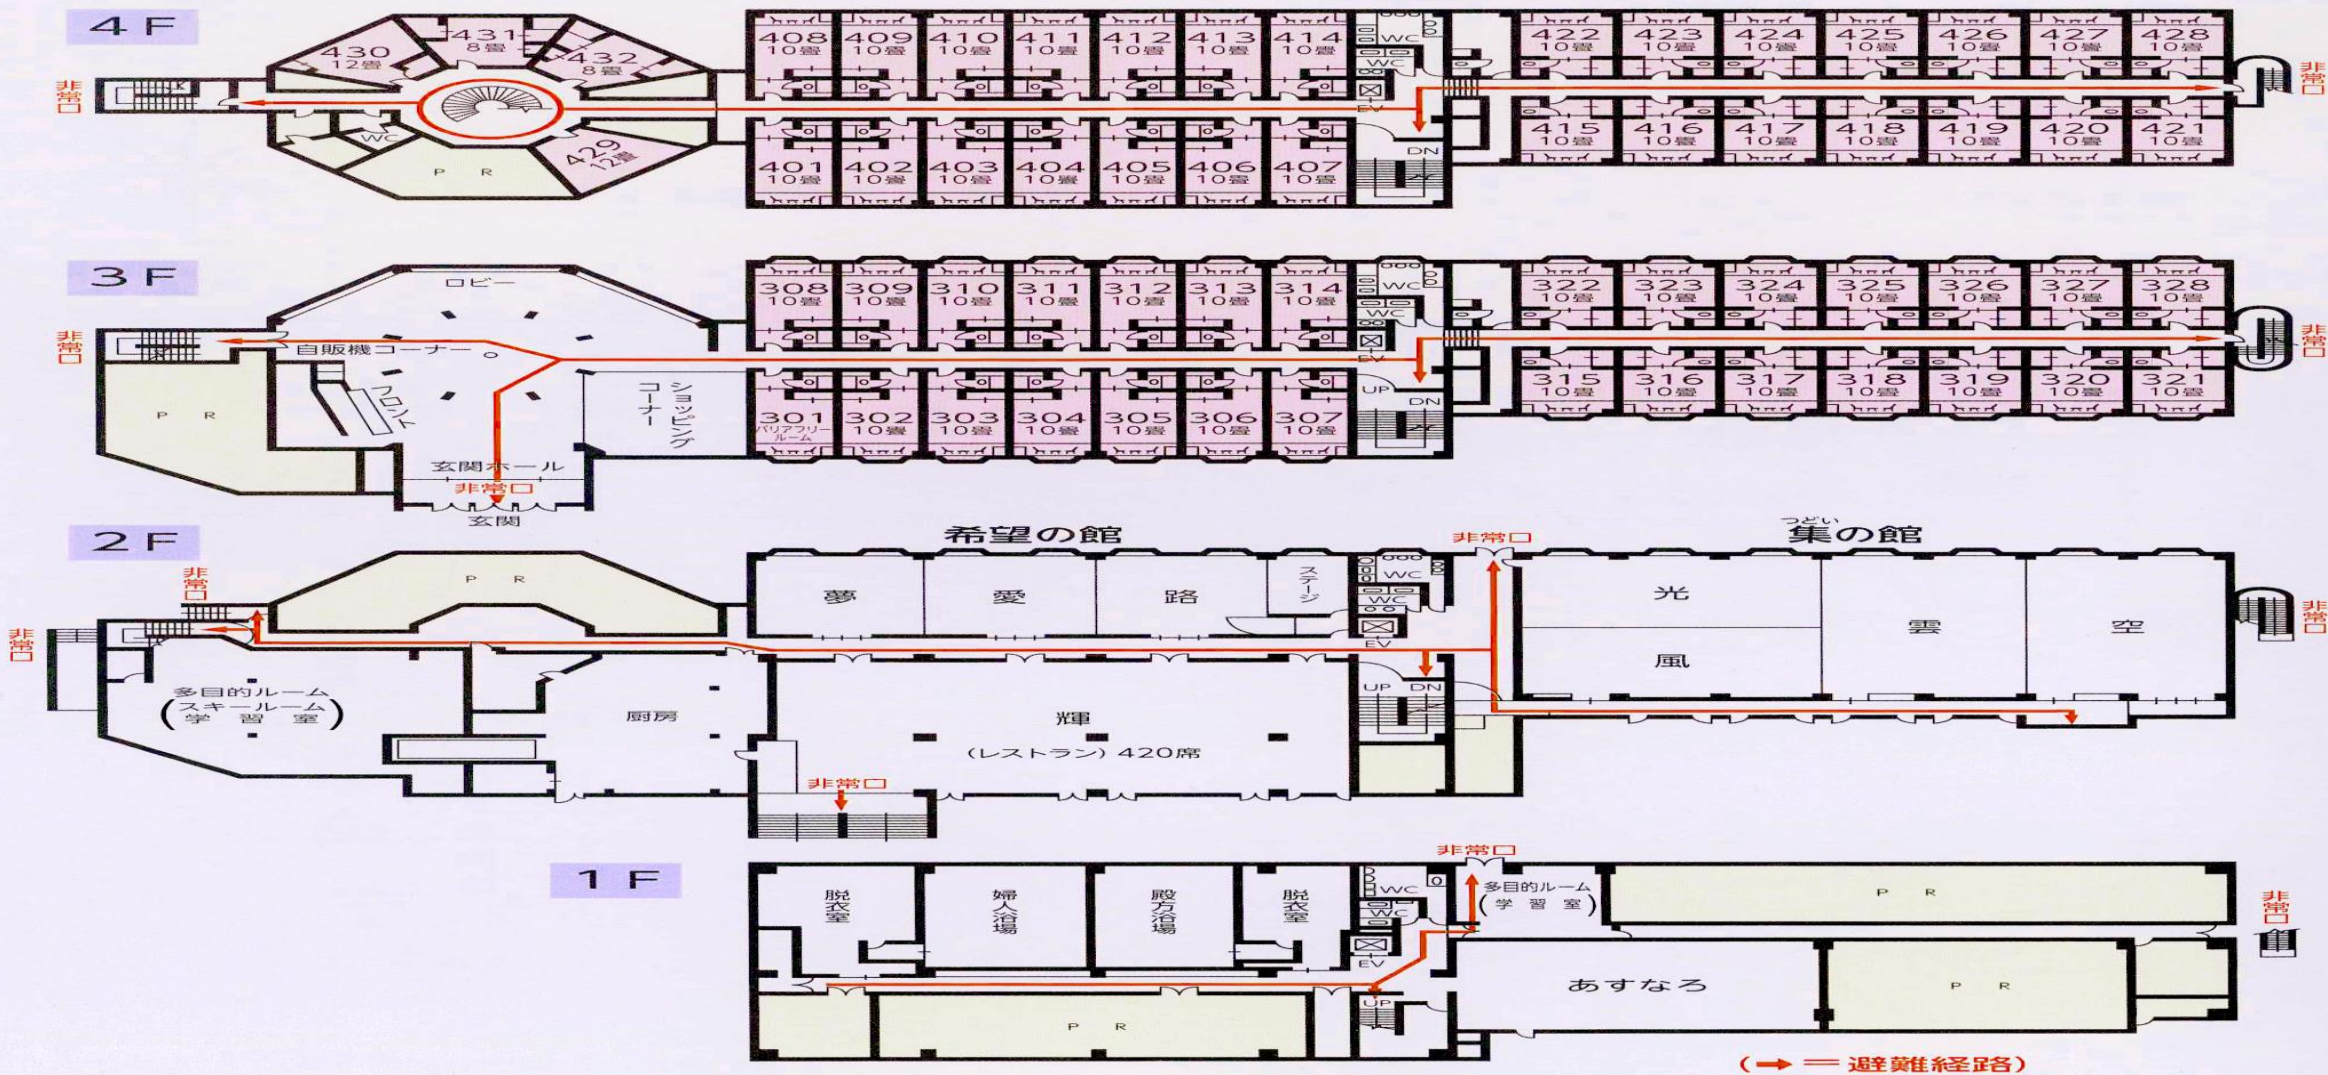 4F
430
12畳
431
8畳
432
8畳
408
10畳
409
10畳
410
10畳
411
10畳
412
10畳
413
10畳
414
10畳
WC
WC
EV
422
10畳
423
10畳
424
10畳
425
10畳
426
10畳
427
10畳
428
10畳
非常口
非常口
WC
PR
429
12畳
401
10畳
402
10畳
403
10畳
404
10畳
405
10畳
406
10畳
407
10畳
DN
415
10畳
416
10畳
417
10畳
418
10畳
419
10畳
420
10畳
421
10畳
3F
ロビー
308
10畳
309
10畳
310
10畳
311
10畳
312
10畳
313
10畳
314
10畳
WC
WC
EV
322
10畳
323
10畳
324
10畳
325
10畳
326
10畳
327
10畳
328
10畳
非常口
非常口
自販機コーナー
PR
フロント
ショッピング
コーナー
301
バリアフリー
ルーム
302
10畳
303
10畳
304
10畳
305
10畳
306
10畳
307
10畳
UP
DN
315
10畳
316
10畳
317
10畳
318
10畳
319
10畳
320
10畳
321
10畳
玄関ホール
非常口
玄関
2F
希望の館
非常口
つどい
集の館
非常口
非常口
PR
夢
愛
路
ステージ
WC
WC
EV
光
風
雲
空
非常口
多目的ルーム
(スキールーム
学習室)
厨房
輝
(レストラン)420席
UP
DN
非常口
1F
非常口
脱衣室
婦人浴場
殿方浴場
脱衣室
WC
WC
EV
多目的ルーム
(学習室)
PR
非常口
あすなろ
PR
UP
PR
(➡=避難経路)